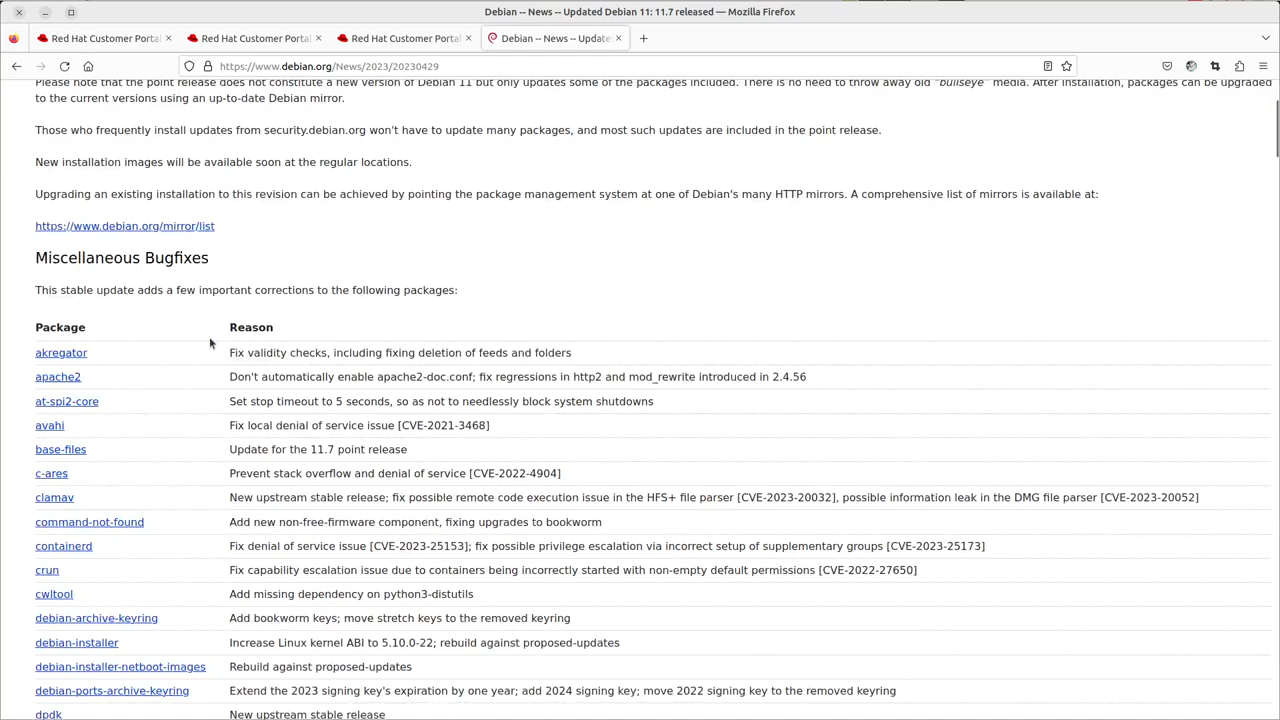 Debian -- News -- Updated Debian 11: 11.7 released — Mozilla Firefox
Red Hat Customer Porta
Red Hat Customer Porta
Red Hat Customer Porta
Debian -- News -- Update
https://www.debian.org/News/2023/20230429
Please note that the point release does not constitute a new version of Debian 11 but only updates some of the packages included. There is no need to throw away old "bullseye" media. After installation, packages can be upgraded
to the current versions using an up-to-date Debian mirror.
Those who frequently install updates from security.debian.org won't have to update many packages, and most such updates are included in the point release.
New installation images will be available soon at the regular locations.
Upgrading an existing installation to this revision can be achieved by pointing the package management system at one of Debian's many HTTP mirrors. A comprehensive list of mirrors is available at:
https://www.debian.org/mirror/list
Miscellaneous Bugfixes
This stable update adds a few important corrections to the following packages:
Package Reason
akregator Fix validity checks, including fixing deletion of feeds and folders
apache2 Don't automatically enable apache2-doc.conf; fix regressions in http2 and mod_rewrite introduced in 2.4.56
at-spi2-core Set stop timeout to 5 seconds, so as not to needlessly block system shutdowns
avahi Fix local denial of service issue [CVE-2021-3468]
base-files Update for the 11.7 point release
c-ares Prevent stack overflow and denial of service [CVE-2022-4904]
clamav New upstream stable release; fix possible remote code execution issue in the HFS+ file parser [CVE-2023-20032], possible information leak in the DMG file parser [CVE-2023-20052]
command-not-found Add new non-free-firmware component, fixing upgrades to bookworm
containerd Fix denial of service issue [CVE-2023-25153]; fix possible privilege escalation via incorrect setup of supplementary groups [CVE-2023-25173]
crun Fix capability escalation issue due to containers being incorrectly started with non-empty default permissions [CVE-2022-27650]
cwltool Add missing dependency on python3-distutils
debian-archive-keyring Add bookworm keys; move stretch keys to the removed keyring
debian-installer Increase Linux kernel ABI to 5.10.0-22; rebuild against proposed-updates
debian-installer-netboot-images Rebuild against proposed-updates
debian-ports-archive-keyring Extend the 2023 signing key's expiration by one year; add 2024 signing key; move 2022 signing key to the removed keyring
dpdk New upstream stable release